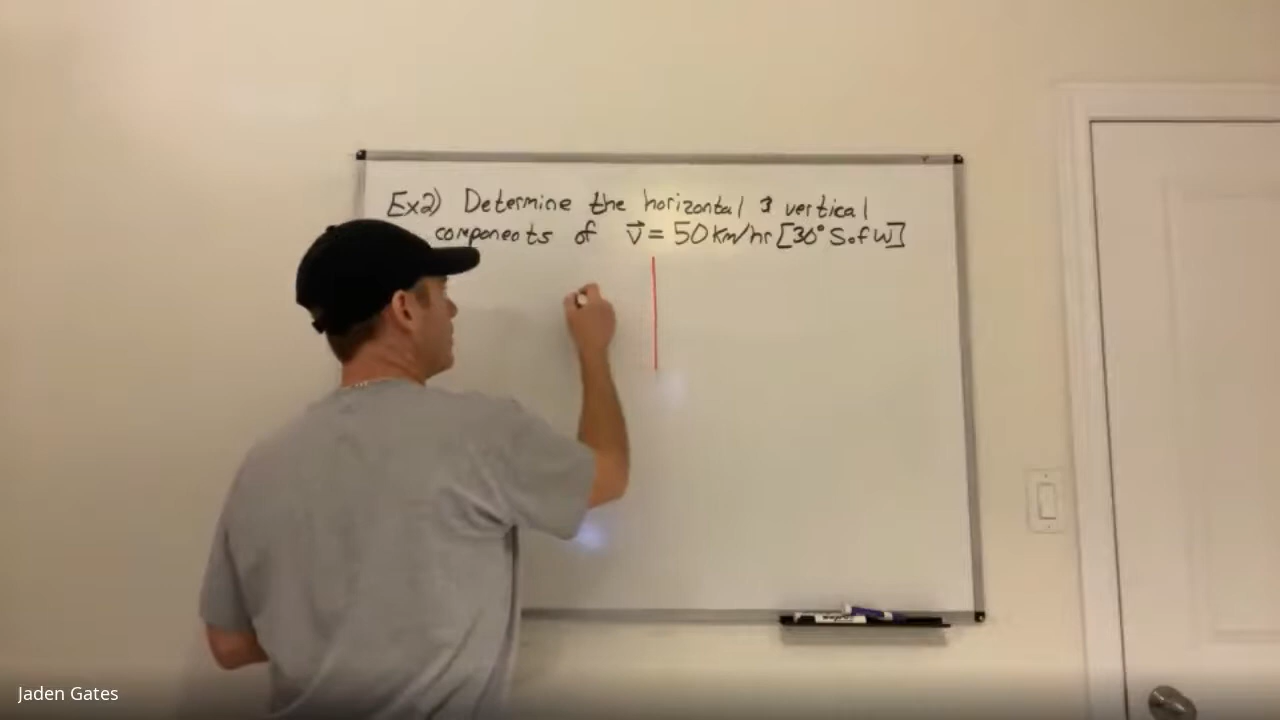 Ex2) Determine the horizontal & vertical
components of v⃗ = 50 km/hr [30° S of W]
Jaden Gates